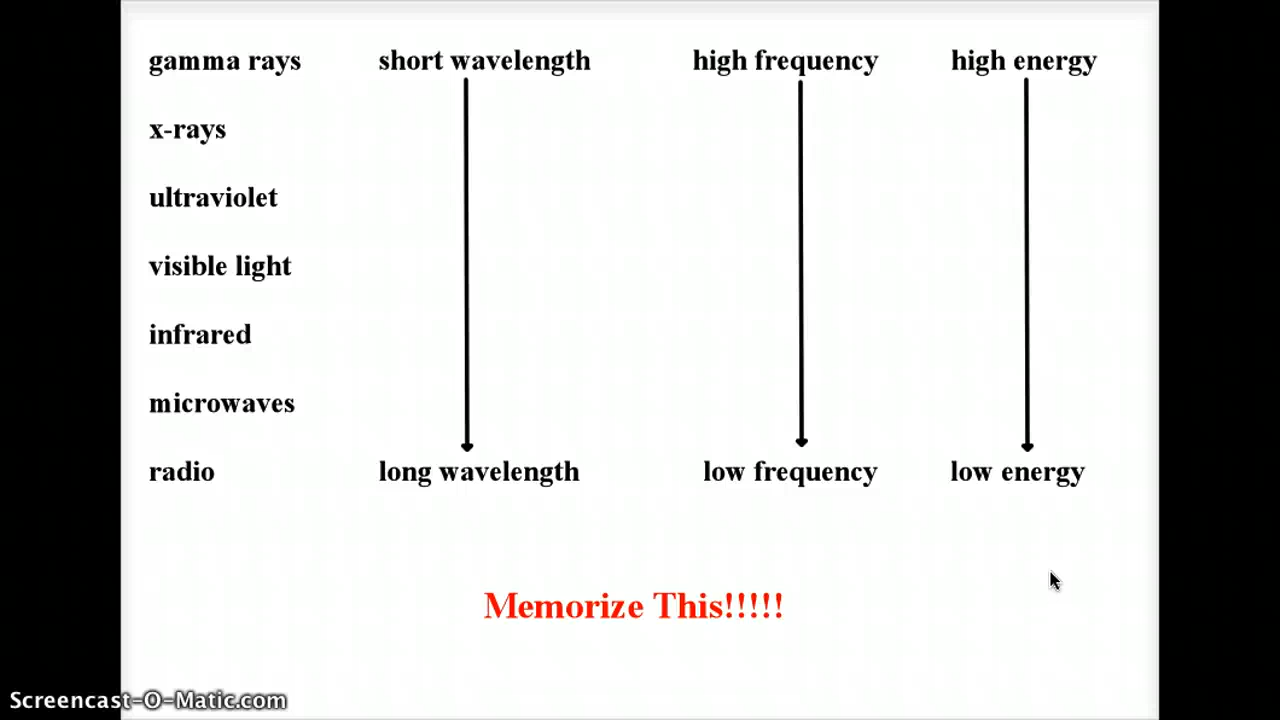 gamma rays short wavelength high frequency high energy
x-rays
ultraviolet
visible light
infrared
microwaves
radio long wavelength low frequency low energy
Memorize This!!!!!
Screencast-O-Matic.com